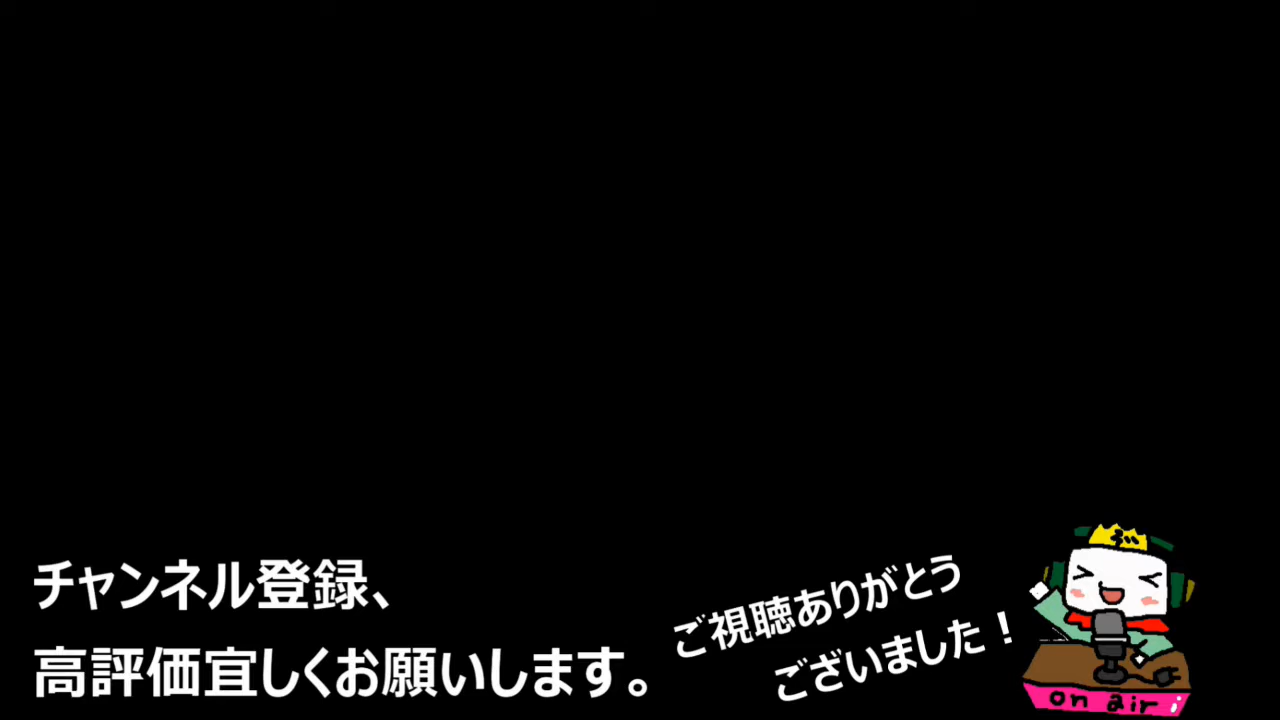 チャンネル登録、
高評価宜しくお願いします。
ご視聴ありがとう
ございました！
on air